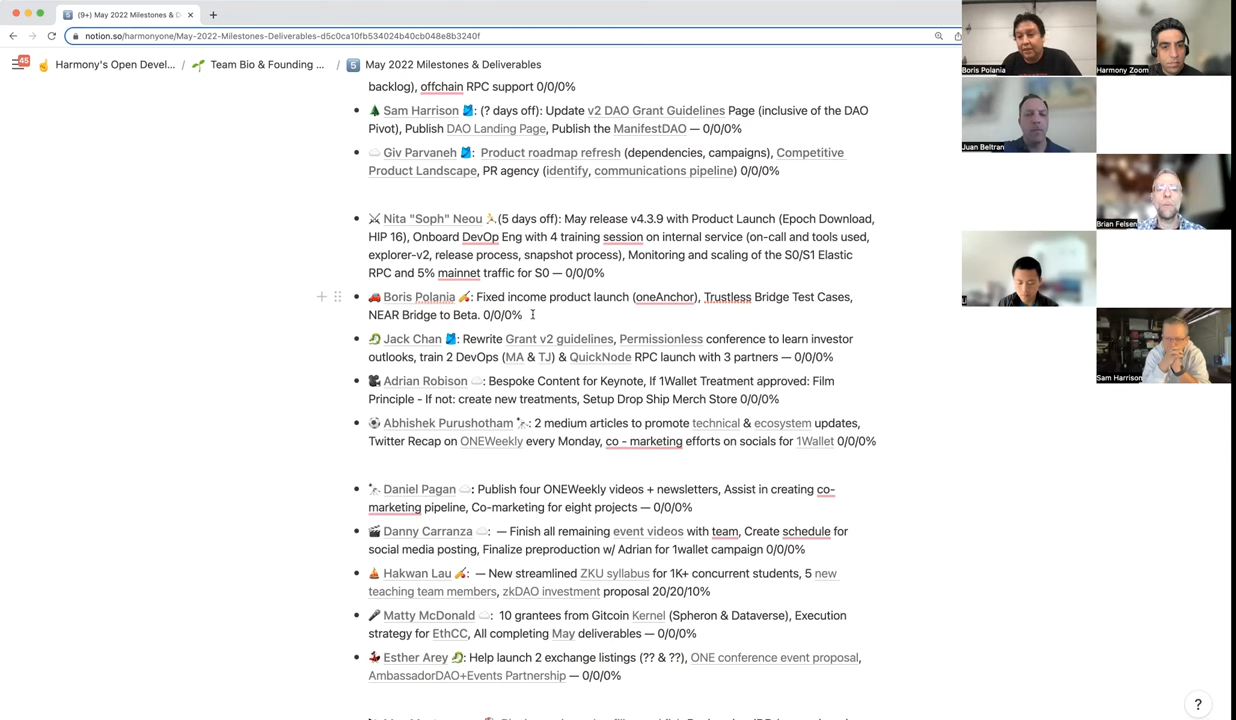 (9+) May 2022 Milestones & D
notion.so/harmonyone/May-2022-Milestones-Deliverables-d5c0ca10fb534024b40cb048e8b3240f
45
Harmony's Open Devel... / Team Bio & Founding ... / May 2022 Milestones & Deliverables
backlog), offchain RPC support 0/0/0%
Sam Harrison : (? days off): Update v2 DAO Grant Guidelines Page (inclusive of the DAO
Pivot), Publish DAO Landing Page, Publish the ManifestDAO — 0/0/0%
Giv Parvaneh : Product roadmap refresh (dependencies, campaigns), Competitive
Product Landscape, PR agency (identify, communications pipeline) 0/0/0%
Nita "Soph" Neou (5 days off): May release v4.3.9 with Product Launch (Epoch Download,
HIP 16), Onboard DevOp Eng with 4 training session on internal service (on-call and tools used,
explorer-v2, release process, snapshot process), Monitoring and scaling of the S0/S1 Elastic
RPC and 5% mainnet traffic for S0 — 0/0/0%
Boris Polania : Fixed income product launch (oneAnchor), Trustless Bridge Test Cases,
NEAR Bridge to Beta. 0/0/0%
Jack Chan : Rewrite Grant v2 guidelines, Permissionless conference to learn investor
outlooks, train 2 DevOps (MA & TJ) & QuickNode RPC launch with 3 partners — 0/0/0%
Adrian Robison : Bespoke Content for Keynote, If 1Wallet Treatment approved: Film
Principle - If not: create new treatments, Setup Drop Ship Merch Store 0/0/0%
Abhishek Purushotham : 2 medium articles to promote technical & ecosystem updates,
Twitter Recap on ONEWeekly every Monday, co - marketing efforts on socials for 1Wallet 0/0/0%
Daniel Pagan : Publish four ONEWeekly videos + newsletters, Assist in creating co-
marketing pipeline, Co-marketing for eight projects — 0/0/0%
Danny Carranza : — Finish all remaining event videos with team, Create schedule for
social media posting, Finalize preproduction w/ Adrian for 1wallet campaign 0/0/0%
Hakwan Lau : — New streamlined ZKU syllabus for 1K+ concurrent students, 5 new
teaching team members, zkDAO investment proposal 20/20/10%
Matty McDonald : 10 grantees from Gitcoin Kernel (Spheron & Dataverse), Execution
strategy for EthCC, All completing May deliverables — 0/0/0%
Esther Arey : Help launch 2 exchange listings (?? & ??), ONE conference event proposal,
AmbassadorDAO+Events Partnership — 0/0/0%
Boris Polania
Harmony Zoom
Juan Beltran
Brian Felsen
Sam Harrison
?